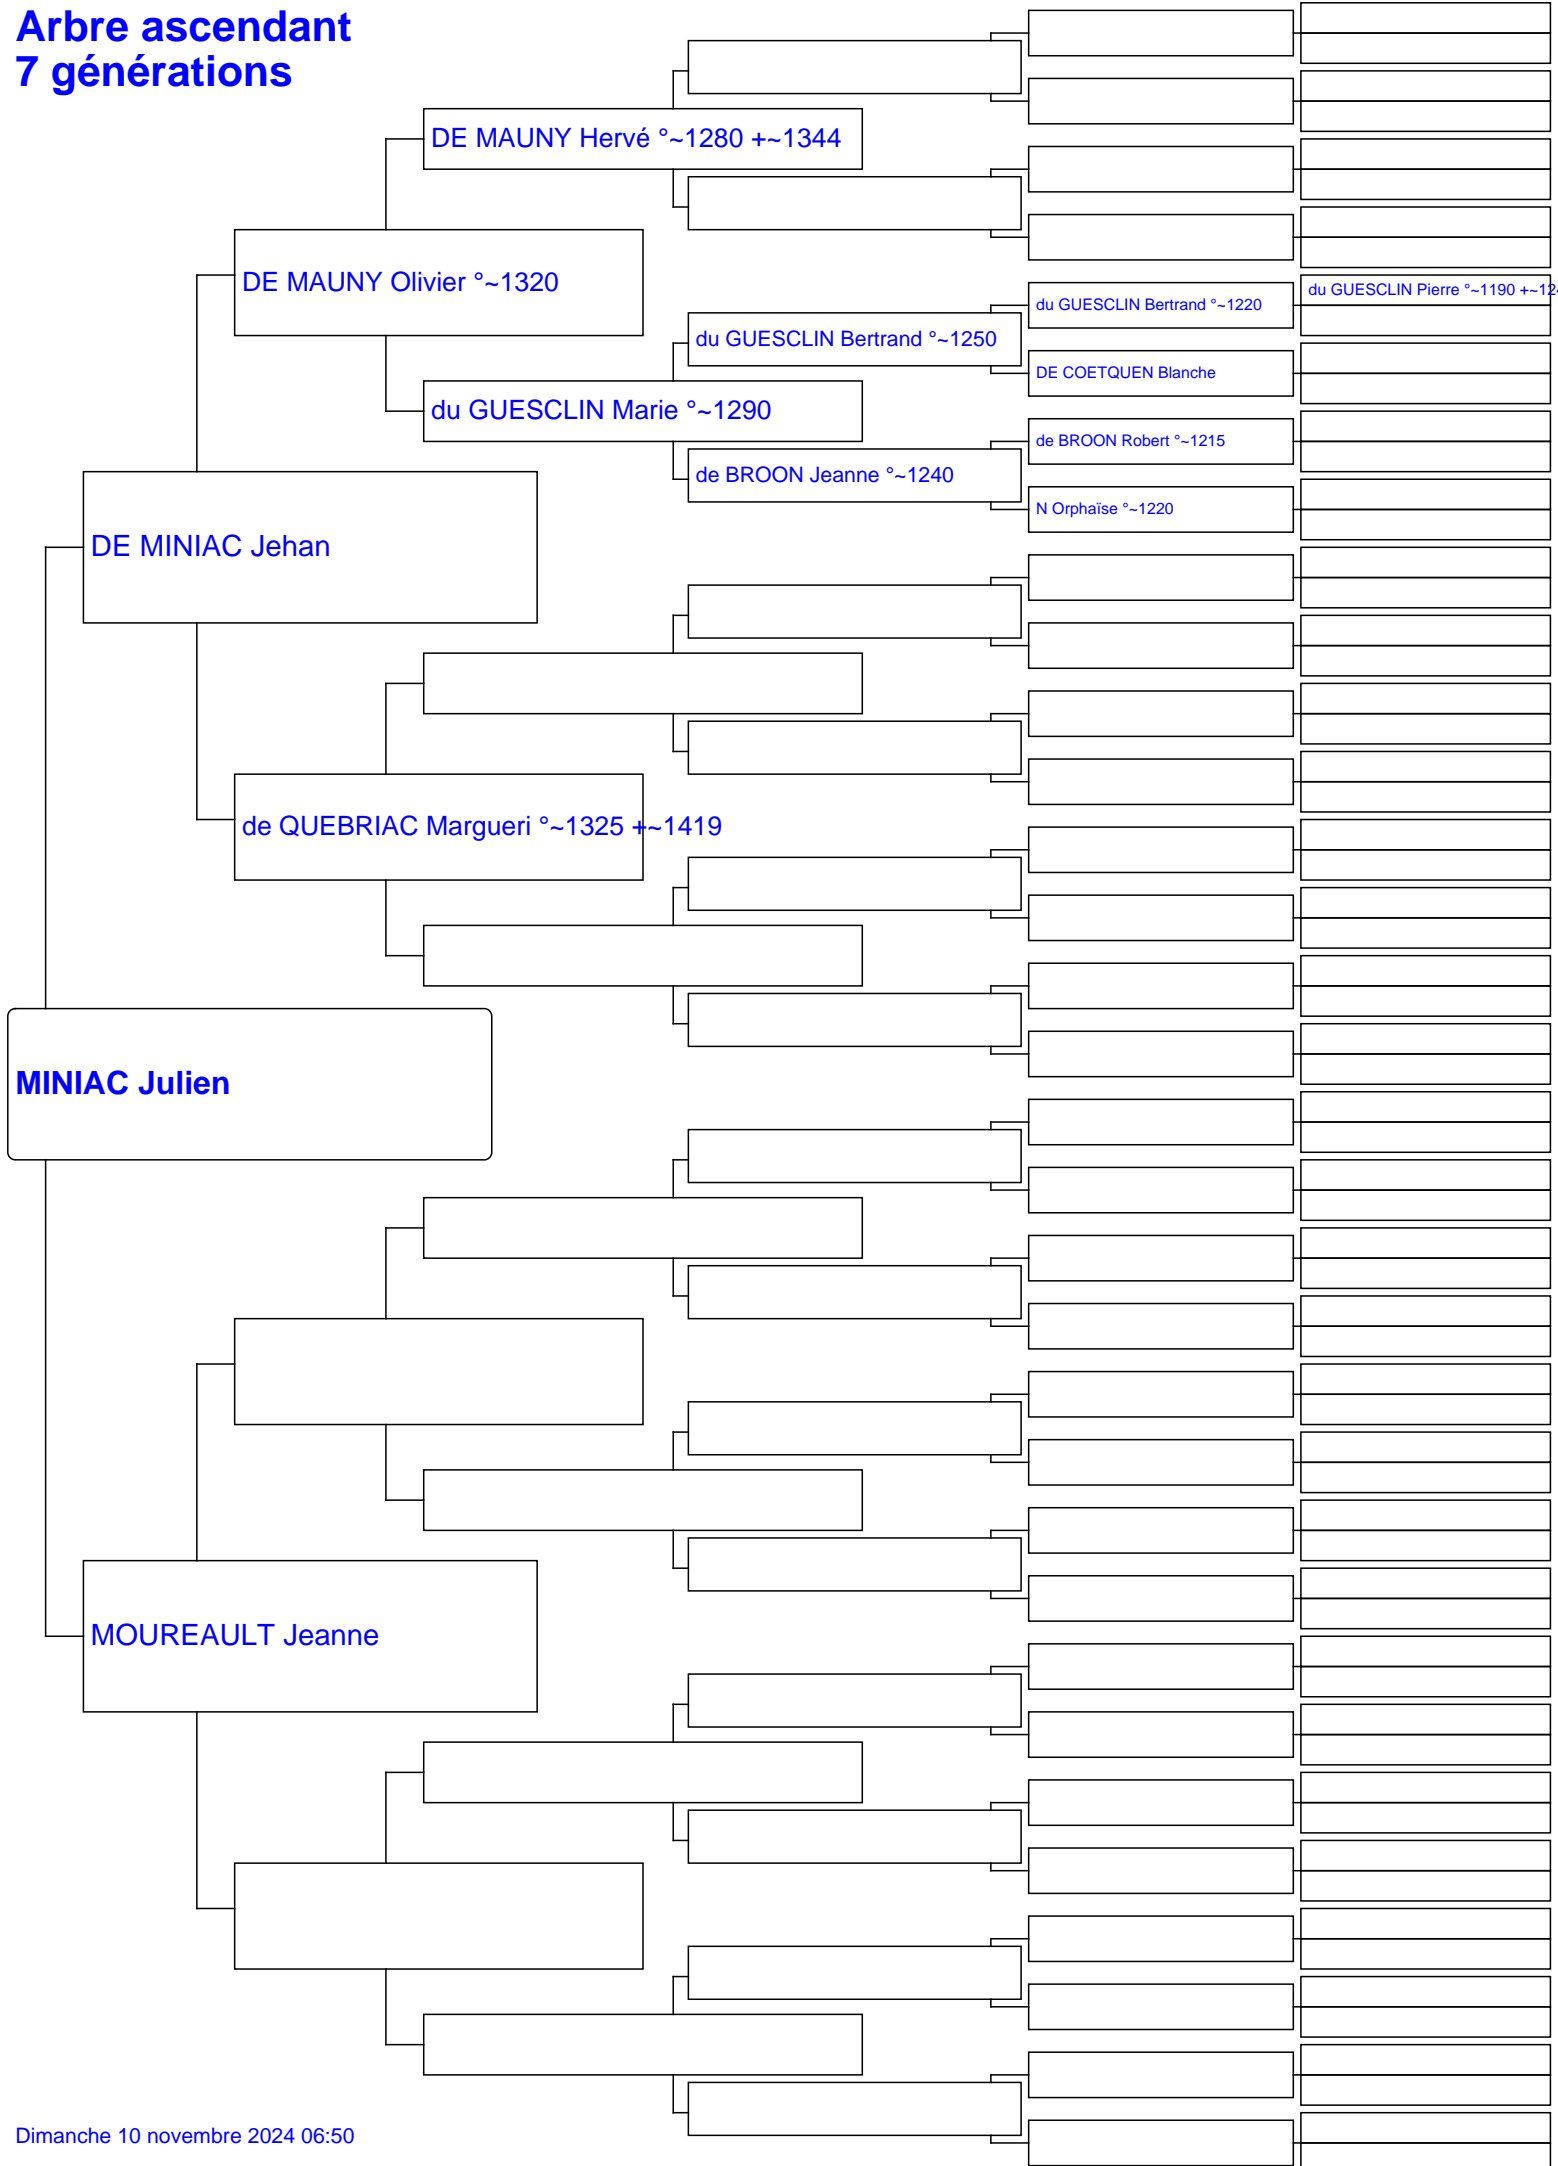 Arbre ascendant
7 générations
DE MAUNY Hervé °~1280 +~1344
DE MAUNY Olivier °~1320
du GUESCLIN Pierre °~1190 +~12
du GUESCLIN Bertrand °~1220
du GUESCLIN Bertrand °~1250
DE COETQUEN Blanche
du GUESCLIN Marie °~1290
de BROON Robert °~1215
de BROON Jeanne °~1240
N Orphaïse °~1220
DE MINIAC Jehan
de QUEBRIAC Margueri °~1325 +~1419
MINIAC Julien
MOUREAULT Jeanne
Dimanche 10 novembre 2024 06:50